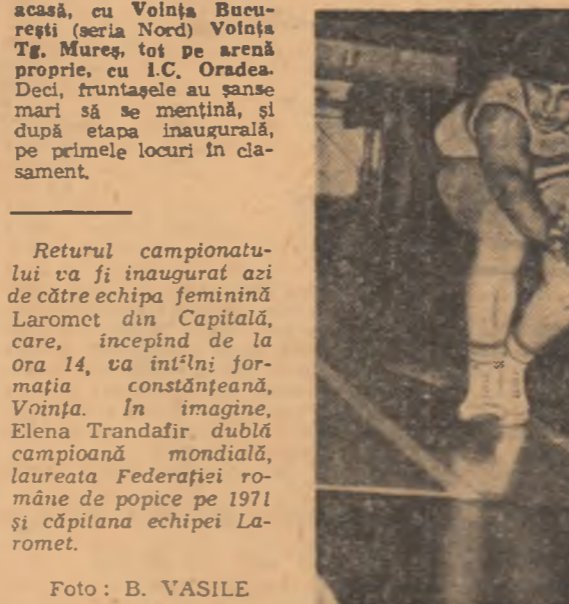 acasă, cu Voința Bucu-
rești (seria Nord) Voința
Tg. Mureș, tot pe arenă
proprie, cu I.C. Oradea.
Deci, fruntașele au șanse
mari să se mențină, și
după etapa inaugurală,
pe primele locuri în cla-
sament.
Returul campionatu-
lui va fi inaugurat azi
de către echipa feminină
Laromet din Capitală,
care, începînd de la
ora 14, va întîlni for-
mația constănțeană,
Voința. În imagine,
Elena Trandafir dublă
campioană mondială,
laureata Federației ro-
mâne de popice pe 1971
și căpitana echipei La-
romet.
Foto : B. VASILE